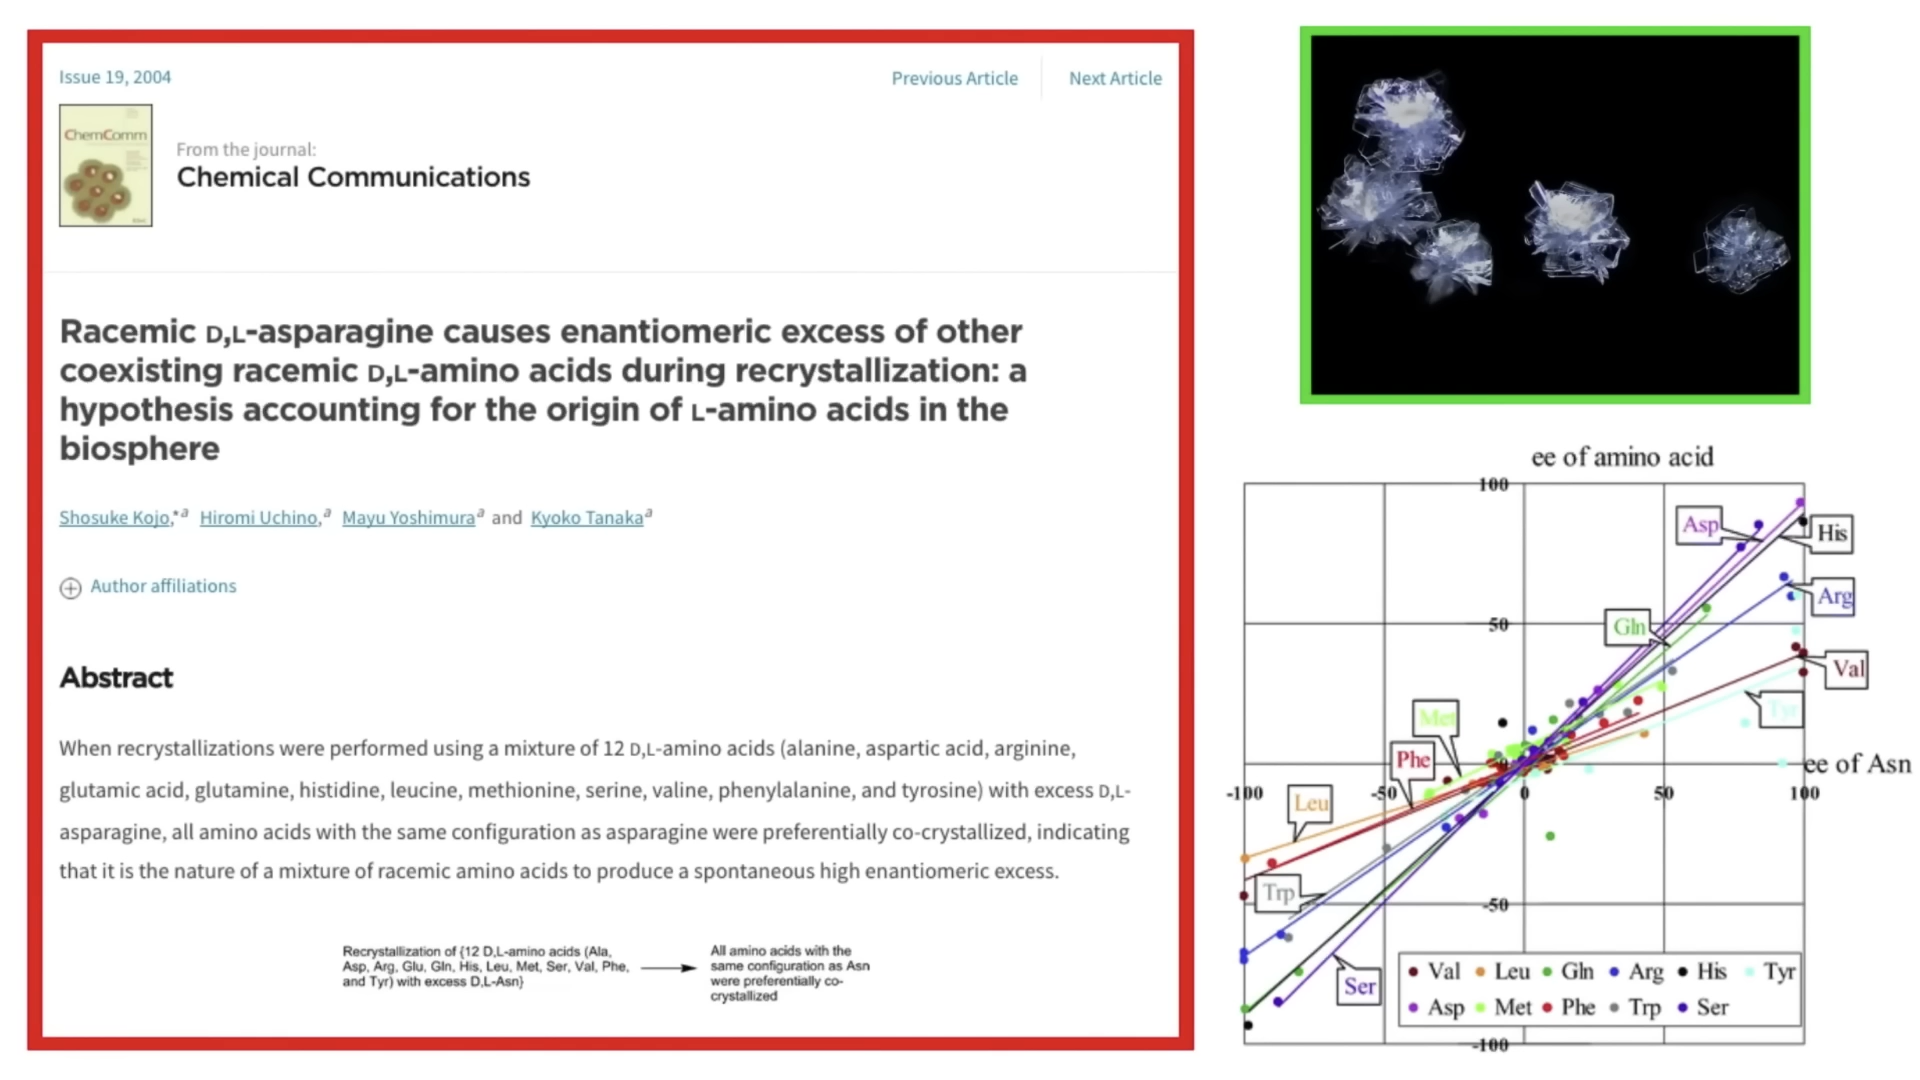 Issue 19, 2004
Previous Article
Next Article
ChemComm
From the journal:
Chemical Communications
Racemic D,L-asparagine causes enantiomeric excess of other
coexisting racemic D,L-amino acids during recrystallization: a
hypothesis accounting for the origin of L-amino acids in the
biosphere
Shosuke Kojo,*a Hiromi Uchino,a Mayu Yoshimuraa and Kyoko Tanakaa
Author affiliations
Abstract
When recrystallizations were performed using a mixture of 12 D,L-amino acids (alanine, aspartic acid, arginine,
glutamic acid, glutamine, histidine, leucine, methionine, serine, valine, phenylalanine, and tyrosine) with excess D,L-
asparagine, all amino acids with the same configuration as asparagine were preferentially co-crystallized, indicating
that it is the nature of a mixture of racemic amino acids to produce a spontaneous high enantiomeric excess.
Recrystallization of {12 D,L-amino acids (Ala,
Asp, Arg, Glu, Gln, His, Leu, Met, Ser, Val, Phe,
and Tyr) with excess D,L-Asn}
All amino acids with the
same configuration as Asn
were preferentially co-
crystallized
ee of amino acid
100
Asp
His
Arg
50
Gln
Val
Met
Tyr
Phe
0
ee of Asn
-100
-50
0
50
100
Leu
Trp
-50
Ser
Val Leu Gln Arg His Tyr
Asp Met Phe Trp Ser
-100